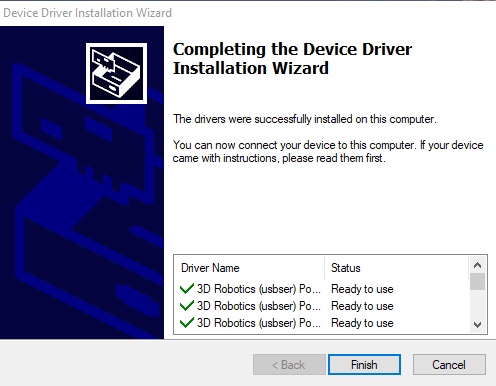 Device Driver Installation Wizard
Completing the Device Driver
Installation Wizard
The drivers were successfully installed on this computer.
You can now connect your device to this computer. If your device
came with instructions, please read them first.
Driver Name Status
3D Robotics (usbser) Po... Ready to use
3D Robotics (usbser) Po... Ready to use
3D Robotics (usbser) Po... Ready to use
< Back Finish Cancel